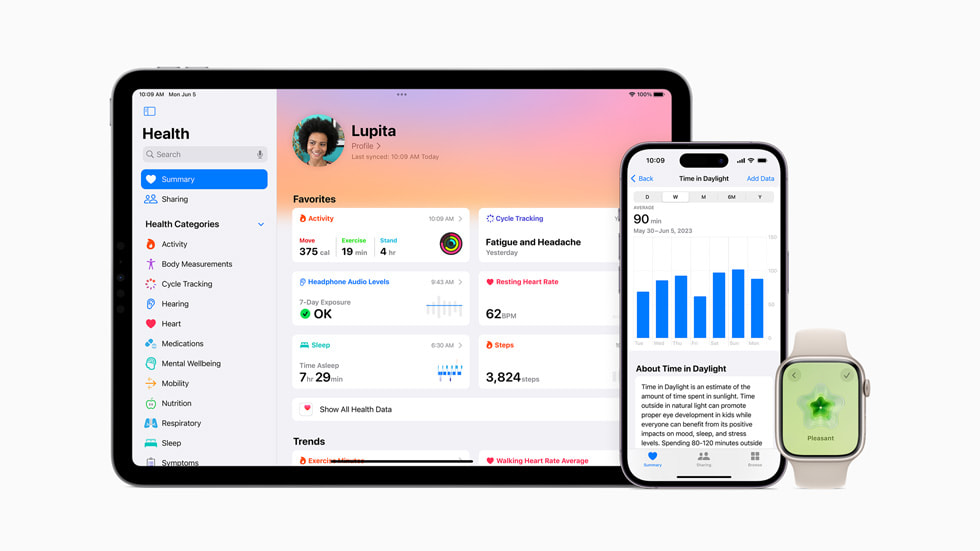 10:09 AM Mon Jun 5
100%
Health
Search
Summary
Sharing
Health Categories
Activity
Body Measurements
Cycle Tracking
Hearing
Heart
Medications
Mental Wellbeing
Mobility
Nutrition
Respiratory
Sleep
Symptoms
Lupita
Profile
Last synced: 10:09 AM Today
Favorites
Activity 10:09 AM
Move Exercise Stand
375 cal 19 min 4 hr
Cycle Tracking
Fatigue and Headache
Yesterday
Headphone Audio Levels 9:43 AM
7-Day Exposure
OK
Resting Heart Rate
62 BPM
Sleep 6:30 AM
Time Asleep
7 hr 29 min
Steps
3,824 steps
Show All Health Data
Trends
Walking Heart Rate Average
10:09
Back Time in Daylight Add Data
D W M 6M Y
AVERAGE
90 min
May 30–Jun 5, 2023
150
100
0
Tue Wed Thu Fri Sat Sun Mon
About Time in Daylight
Time in Daylight is an estimate of the
amount of time spent in sunlight. Time
outside in natural light can promote
proper eye development in kids while
everyone can benefit from its positive
impacts on mood, sleep, and stress
levels. Spending 80-120 minutes outside
Summary Sharing Browse
Pleasant